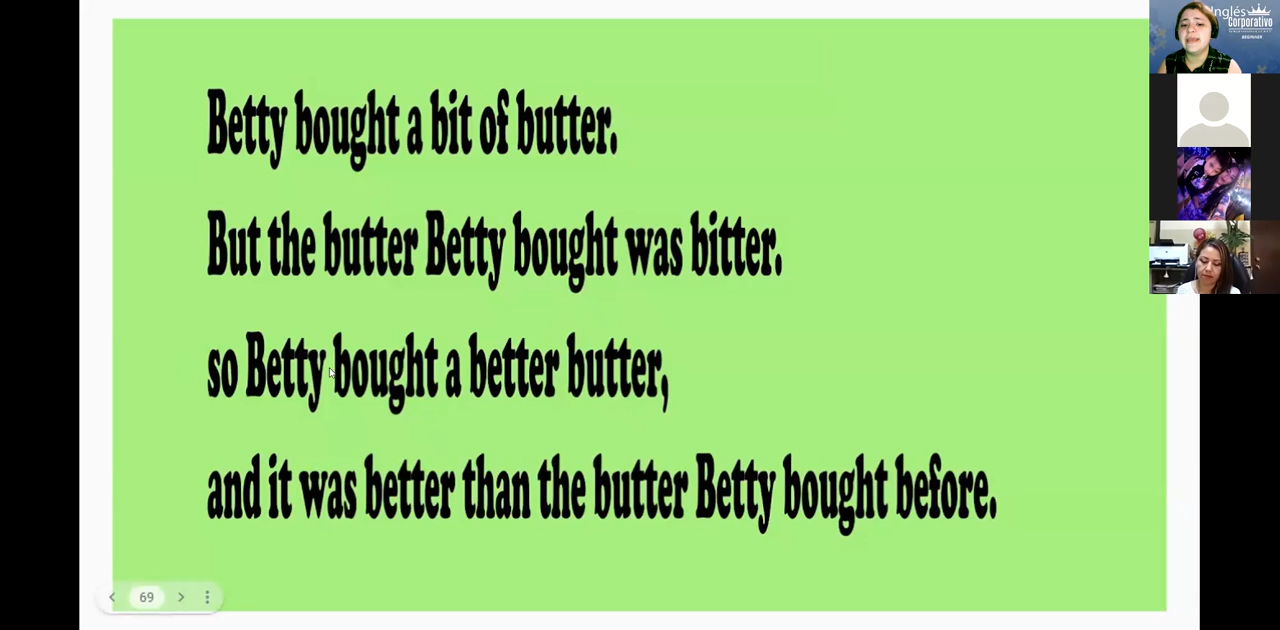 Betty bought a bit of butter.
But the butter Betty bought was bitter.
so Betty bought a better butter,
and it was better than the butter Betty bought before.
69
Inglés
Corporativo
BEGINNER